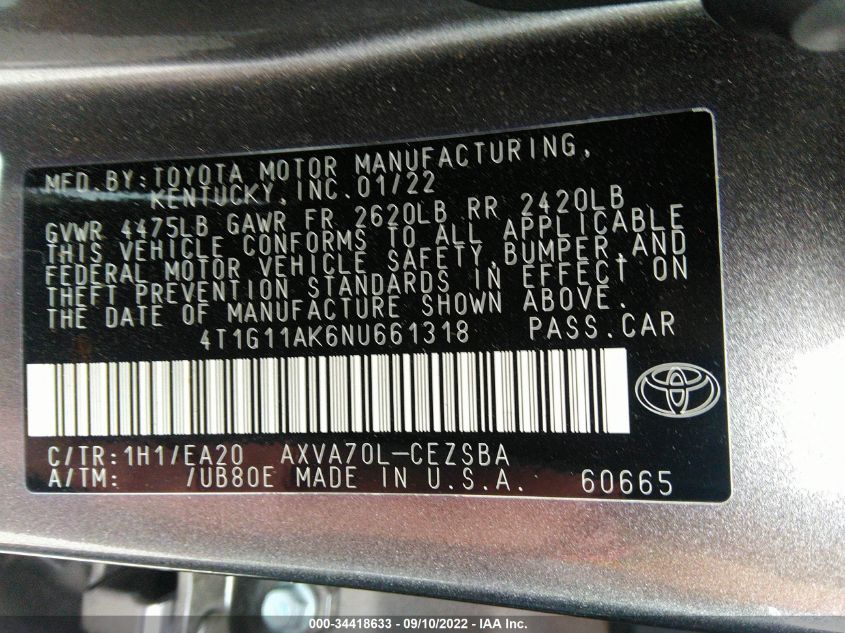 MFD.BY:TOYOTA MOTOR MANUFACTURING,
KENTUCKY,INC.01/22
GVWR 4475LB GAWR FR 2620LB RR 2420LB
THIS VEHICLE CONFORMS TO ALL APPLICABLE
FEDERAL MOTOR VEHICLE SAFETY,BUMPER,AND
THEFT PREVENTION STANDARDS IN EFFECT ON
THE DATE OF MANUFACTURE SHOWN ABOVE.
4T1G11AK6NU661318 PASS.CAR
C/TR:1H1/EA20 AXVA70L-CEZSBA
A/TM: /UB80E MADE IN U.S.A. 60665
000-34418633 - 09/10/2022 - IAA Inc.